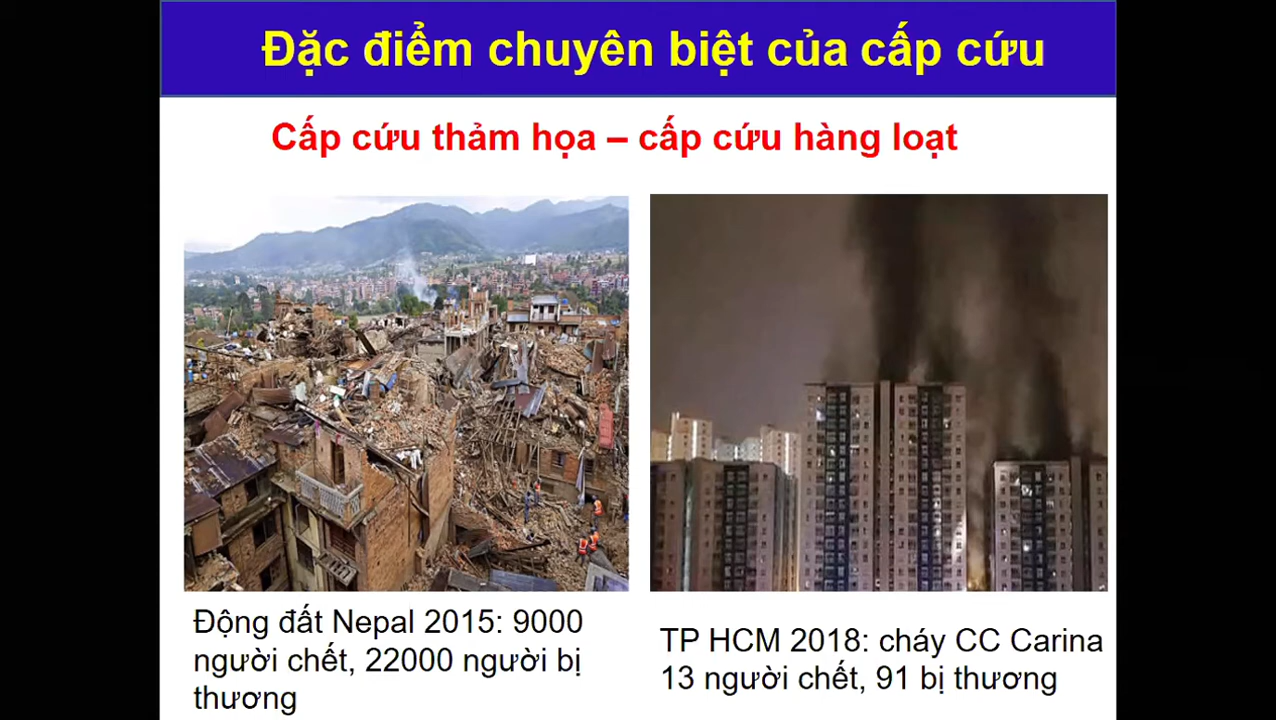 Đặc điểm chuyên biệt của cấp cứu
Cấp cứu thảm họa – cấp cứu hàng loạt
Động đất Nepal 2015: 9000
người chết, 22000 người bị
thương
TP HCM 2018: cháy CC Carina
13 người chết, 91 bị thương